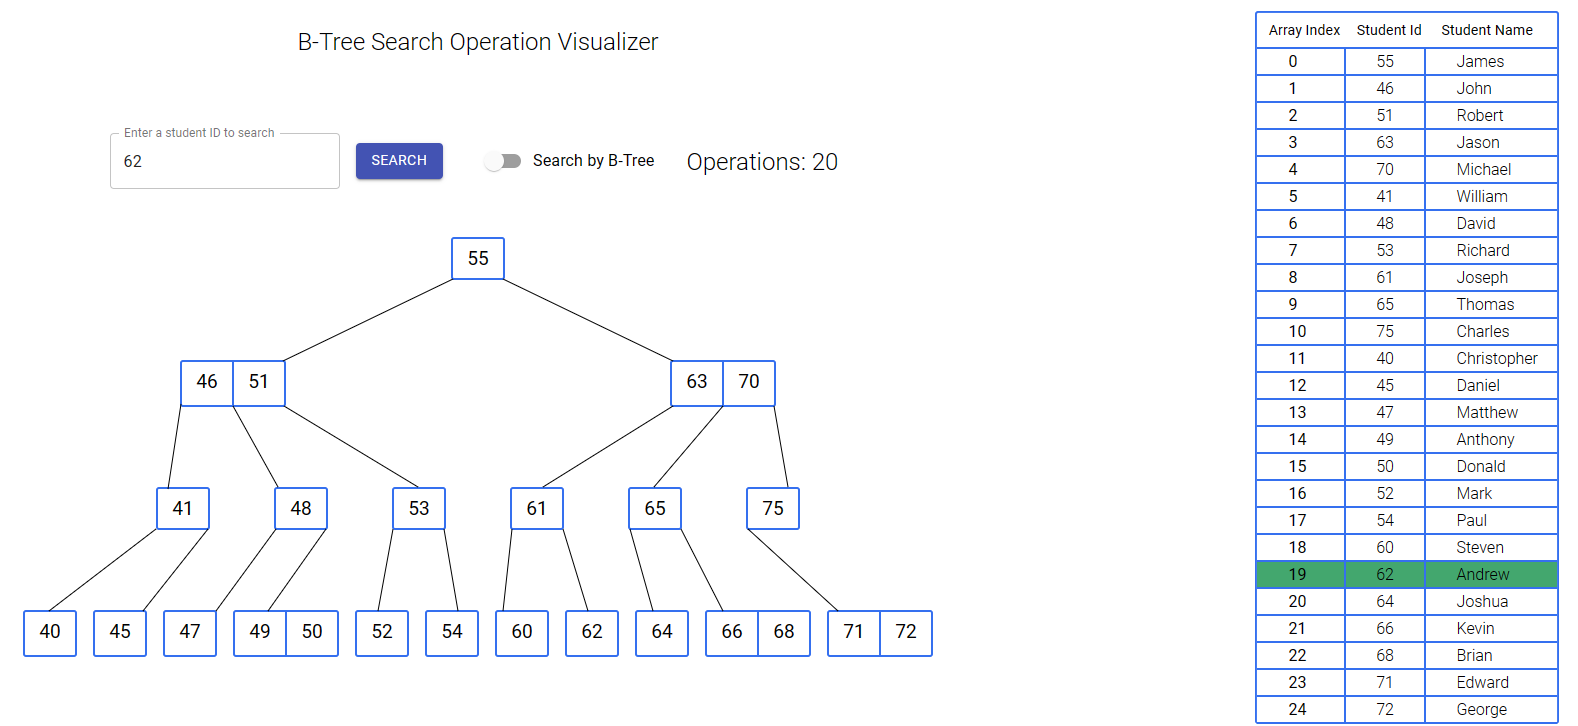 B-Tree Search Operation Visualizer
Enter a student ID to search
62
SEARCH
Search by B-Tree
Operations: 20
55
46 51
63 70
41
48
53
61
65
75
40
45
47
49 50
52
54
60
62
64
66 68
71 72
Array Index Student Id Student Name
0 55 James
1 46 John
2 51 Robert
3 63 Jason
4 70 Michael
5 41 William
6 48 David
7 53 Richard
8 61 Joseph
9 65 Thomas
10 75 Charles
11 40 Christopher
12 45 Daniel
13 47 Matthew
14 49 Anthony
15 50 Donald
16 52 Mark
17 54 Paul
18 60 Steven
19 62 Andrew
20 64 Joshua
21 66 Kevin
22 68 Brian
23 71 Edward
24 72 George